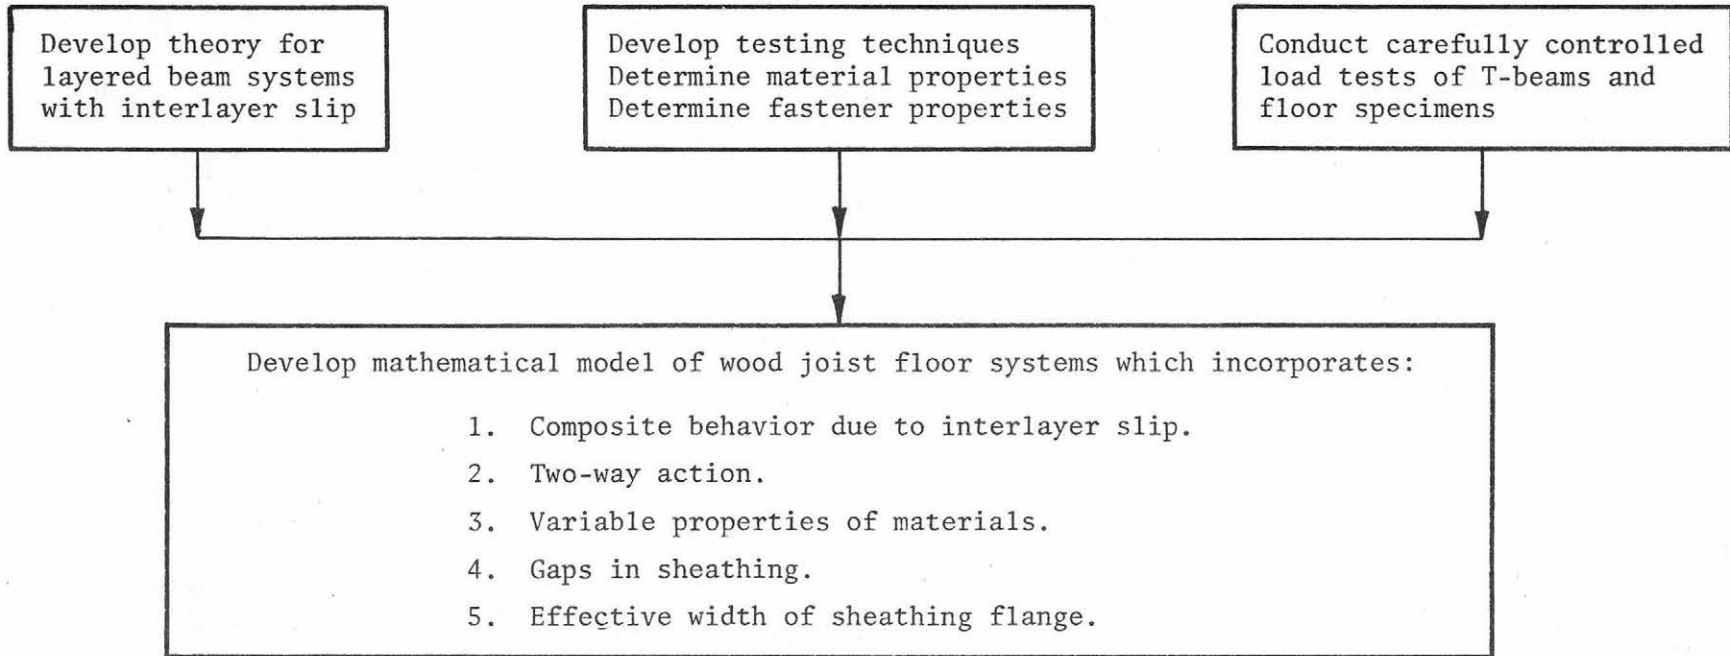 Develop theory for
layered beam systems
with interlayer slip
Develop testing techniques
Determine material properties
Determine fastener properties
Conduct carefully controlled
load tests of T-beams and
floor specimens
Develop mathematical model of wood joist floor systems which incorporates:
1. Composite behavior due to interlayer slip.
2. Two-way action.
3. Variable properties of materials.
4. Gaps in sheathing.
5. Effective width of sheathing flange.